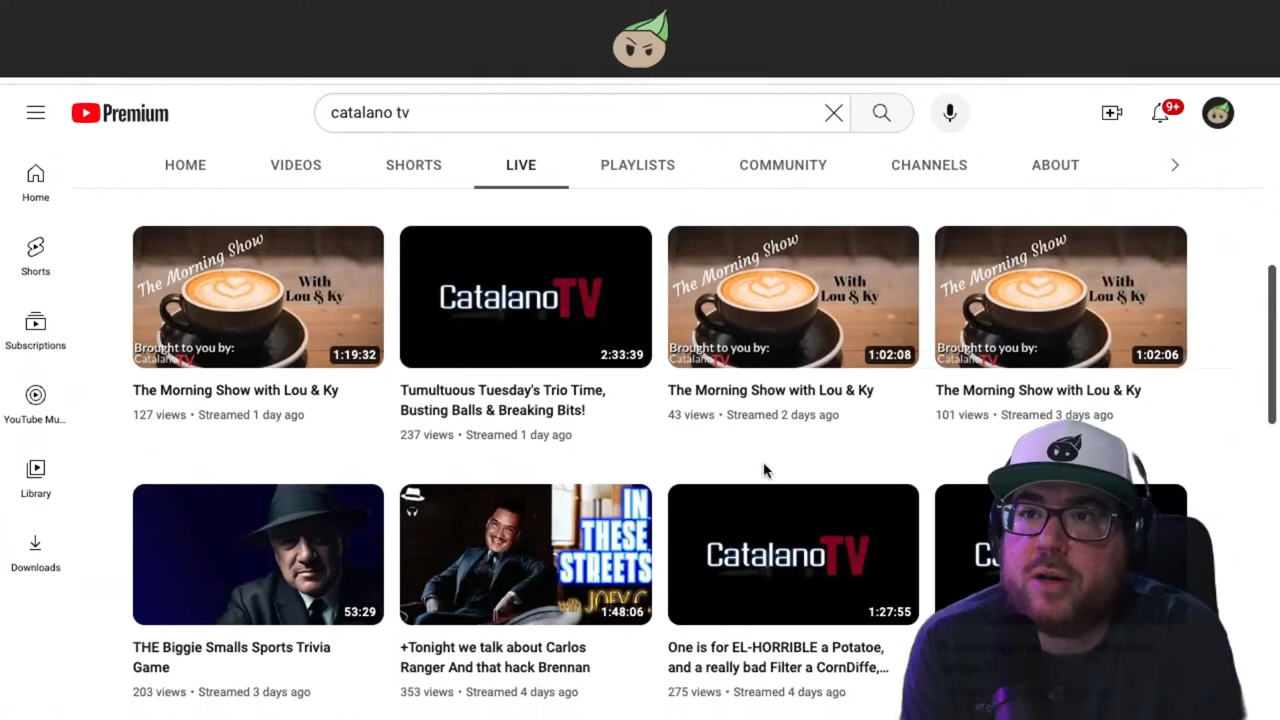 Premium
catalano tv
9+
HOME
VIDEOS
SHORTS
LIVE
PLAYLISTS
COMMUNITY
CHANNELS
ABOUT
Home
Shorts
Subscriptions
YouTube Mu...
Library
Downloads
The Morning Show
With
Lou & Ky
Brought to you by:
CatalanoTV
1:19:32
CatalanoTV
2:33:39
The Morning Show
With
Lou & Ky
Brought to you by:
CatalanoTV
1:02:08
The Morning Show
With
Lou & Ky
Brought to you by:
CatalanoTV
1:02:06
The Morning Show with Lou & Ky
127 views • Streamed 1 day ago
Tumultuous Tuesday's Trio Time,
Busting Balls & Breaking Bits!
237 views • Streamed 1 day ago
The Morning Show with Lou & Ky
43 views • Streamed 2 days ago
The Morning Show with Lou & Ky
101 views • Streamed 3 days ago
53:29
IN
THESE
STREETS
with JOEY C
1:48:06
CatalanoTV
1:27:55
THE Biggie Smalls Sports Trivia
Game
203 views • Streamed 3 days ago
+Tonight we talk about Carlos
Ranger And that hack Brennan
353 views • Streamed 4 days ago
One is for EL-HORRIBLE a Potatoe,
and a really bad Filter a CornDiffe,...
275 views • Streamed 4 days ago